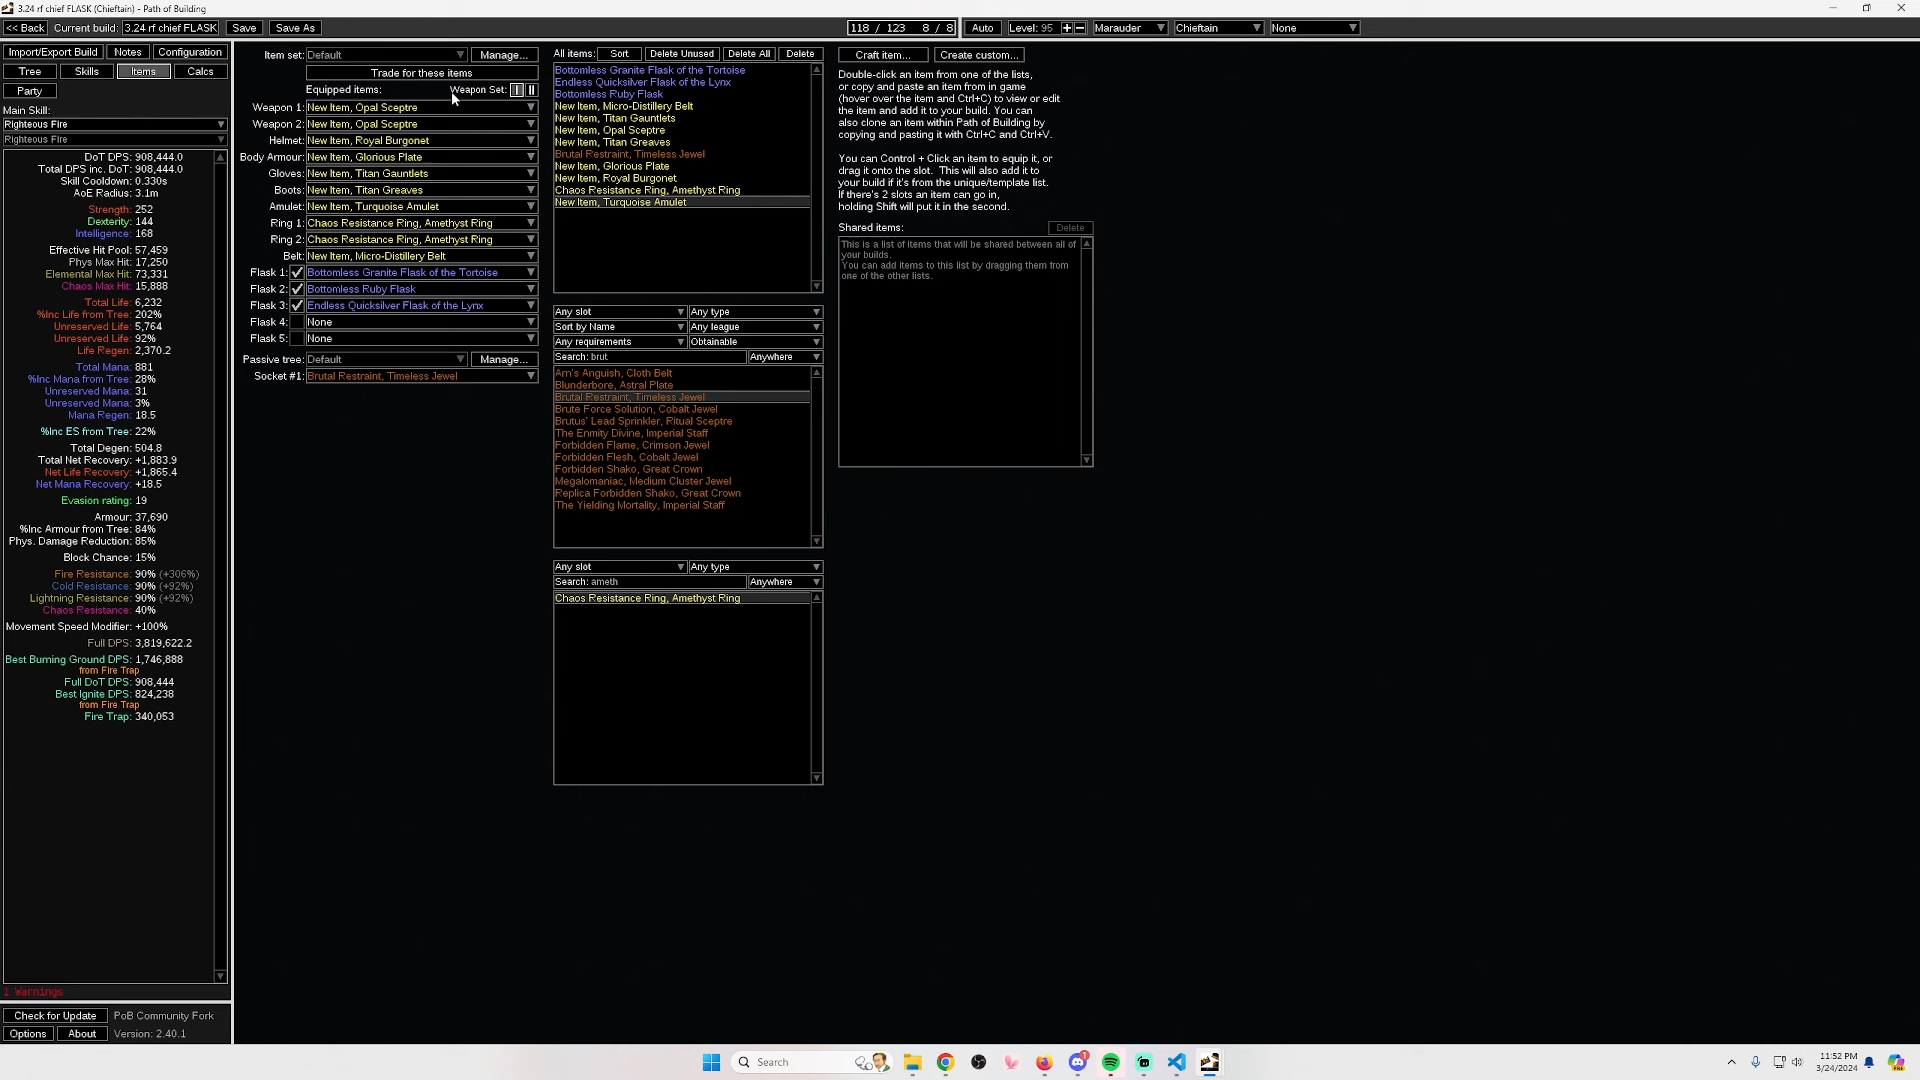 3.24 rf chief FLASK (Chieftain) - Path of Building
<< Back Current build: 3.24 rf chief FLASK Save Save As 118 / 123 8 / 8 Auto Level: 95 + - Marauder Chieftain None
Import/Export Build Notes Configuration
Tree Skills Items Calcs
Party
Main Skill:
Righteous Fire
Righteous Fire
DoT DPS: 908,444.0
Total DPS inc. DoT: 908,444.0
Skill Cooldown: 0.330s
AoE Radius: 3.1m
Strength: 252
Dexterity: 144
Intelligence: 168
Effective Hit Pool: 57,459
Phys Max Hit: 17,250
Elemental Max Hit: 73,331
Chaos Max Hit: 15,888
Total Life: 6,232
%Inc Life from Tree: 202%
Unreserved Life: 5,764
Unreserved Life: 92%
Life Regen: 2,370.2
Total Mana: 881
%Inc Mana from Tree: 28%
Unreserved Mana: 31
Unreserved Mana: 3%
Mana Regen: 18.5
%Inc ES from Tree: 22%
Total Degen: 504.8
Total Net Recovery: +1,883.9
Net Life Recovery: +1,865.4
Net Mana Recovery: +18.5
Evasion rating: 19
Armour: 37,690
%Inc Armour from Tree: 84%
Phys. Damage Reduction: 85%
Block Chance: 15%
Fire Resistance: 90% (+306%)
Cold Resistance: 90% (+92%)
Lightning Resistance: 90% (+92%)
Chaos Resistance: 40%
Movement Speed Modifier: +100%
Full DPS: 3,819,622.2
Best Burning Ground DPS: 1,746,888
from Fire Trap
Full DoT DPS: 908,444
Best Ignite DPS: 824,238
from Fire Trap
Fire Trap: 340,053
1 Warnings
Check for Update PoB Community Fork
Options About Version: 2.40.1
Item set: Default Manage...
Trade for these items
Equipped items: Weapon Set: I II
Weapon 1: New Item, Opal Sceptre
Weapon 2: New Item, Opal Sceptre
Helmet: New Item, Royal Burgonet
Body Armour: New Item, Glorious Plate
Gloves: New Item, Titan Gauntlets
Boots: New Item, Titan Greaves
Amulet: New Item, Turquoise Amulet
Ring 1: Chaos Resistance Ring, Amethyst Ring
Ring 2: Chaos Resistance Ring, Amethyst Ring
Belt: New Item, Micro-Distillery Belt
Flask 1: Bottomless Granite Flask of the Tortoise
Flask 2: Bottomless Ruby Flask
Flask 3: Endless Quicksilver Flask of the Lynx
Flask 4: None
Flask 5: None
Passive tree: Default Manage...
Socket #1: Brutal Restraint, Timeless Jewel
All items: Sort Delete Unused Delete All Delete
Bottomless Granite Flask of the Tortoise
Endless Quicksilver Flask of the Lynx
Bottomless Ruby Flask
New Item, Micro-Distillery Belt
New Item, Titan Gauntlets
New Item, Opal Sceptre
New Item, Titan Greaves
Brutal Restraint, Timeless Jewel
New Item, Glorious Plate
New Item, Royal Burgonet
Chaos Resistance Ring, Amethyst Ring
New Item, Turquoise Amulet
Any slot Any type
Sort by Name Any league
Any requirements Obtainable
Search: brut Anywhere
Arn's Anguish, Cloth Belt
Blunderbore, Astral Plate
Brutal Restraint, Timeless Jewel
Brute Force Solution, Cobalt Jewel
Brutus' Lead Sprinkler, Ritual Sceptre
The Enmity Divine, Imperial Staff
Forbidden Flame, Crimson Jewel
Forbidden Flesh, Cobalt Jewel
Forbidden Shako, Great Crown
Megalomaniac, Medium Cluster Jewel
Replica Forbidden Shako, Great Crown
The Yielding Mortality, Imperial Staff
Any slot Any type
Search: ameth Anywhere
Chaos Resistance Ring, Amethyst Ring
Craft item... Create custom...
Double-click an item from one of the lists,
or copy and paste an item from in game
(hover over the item and Ctrl+C) to view or edit
the item and add it to your build. You can
also clone an item within Path of Building by
copying and pasting it with Ctrl+C and Ctrl+V.
You can Control + Click an item to equip it, or
drag it onto the slot. This will also add it to
your build if it's from the unique/template list.
If there's 2 slots an item can go in,
holding Shift will put it in the second.
Shared items: Delete
This is a list of items that will be shared between all of
your builds.
You can add items to this list by dragging them from
one of the other lists.
Search
1
11:52 PM
3/24/2024